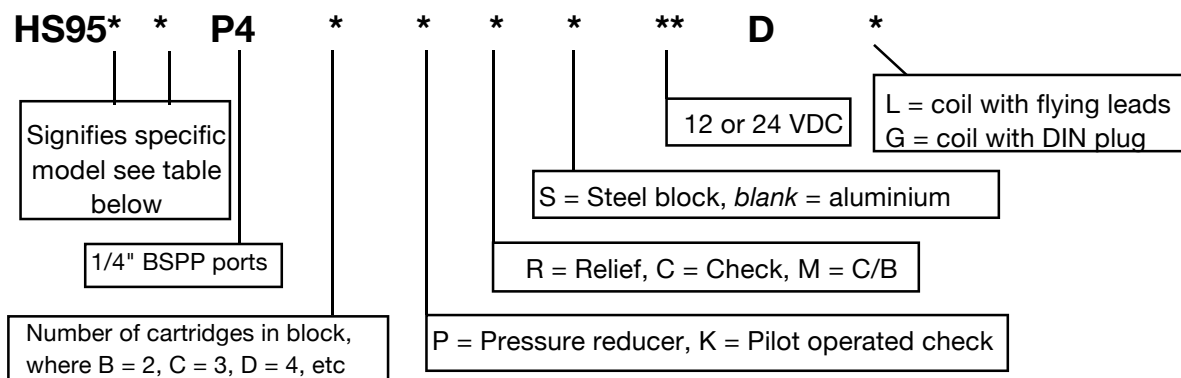 HS95* * P4 * * * * ** D *
L = coil with flying leads
G = coil with DIN plug
12 or 24 VDC
Signifies specific
model see table
below
S = Steel block, blank = aluminium
1/4" BSPP ports
R = Relief, C = Check, M = C/B
Number of cartridges in block,
where B = 2, C = 3, D = 4, etc
P = Pressure reducer, K = Pilot operated check